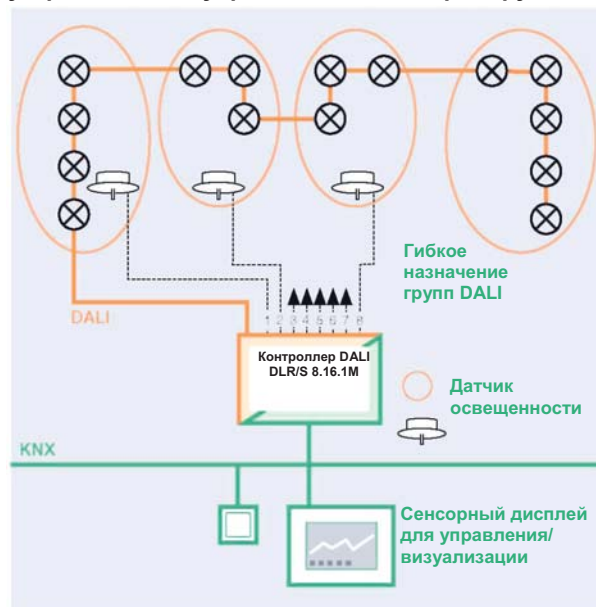 Гибкое
назначение
групп DALI
DALI
1 2 3 4 5 6 7 8
Контроллер DALI
DLR/S 8.16.1M
Датчик
освещенности
KNX
Сенсорный дисплей
для управления/
визуализации